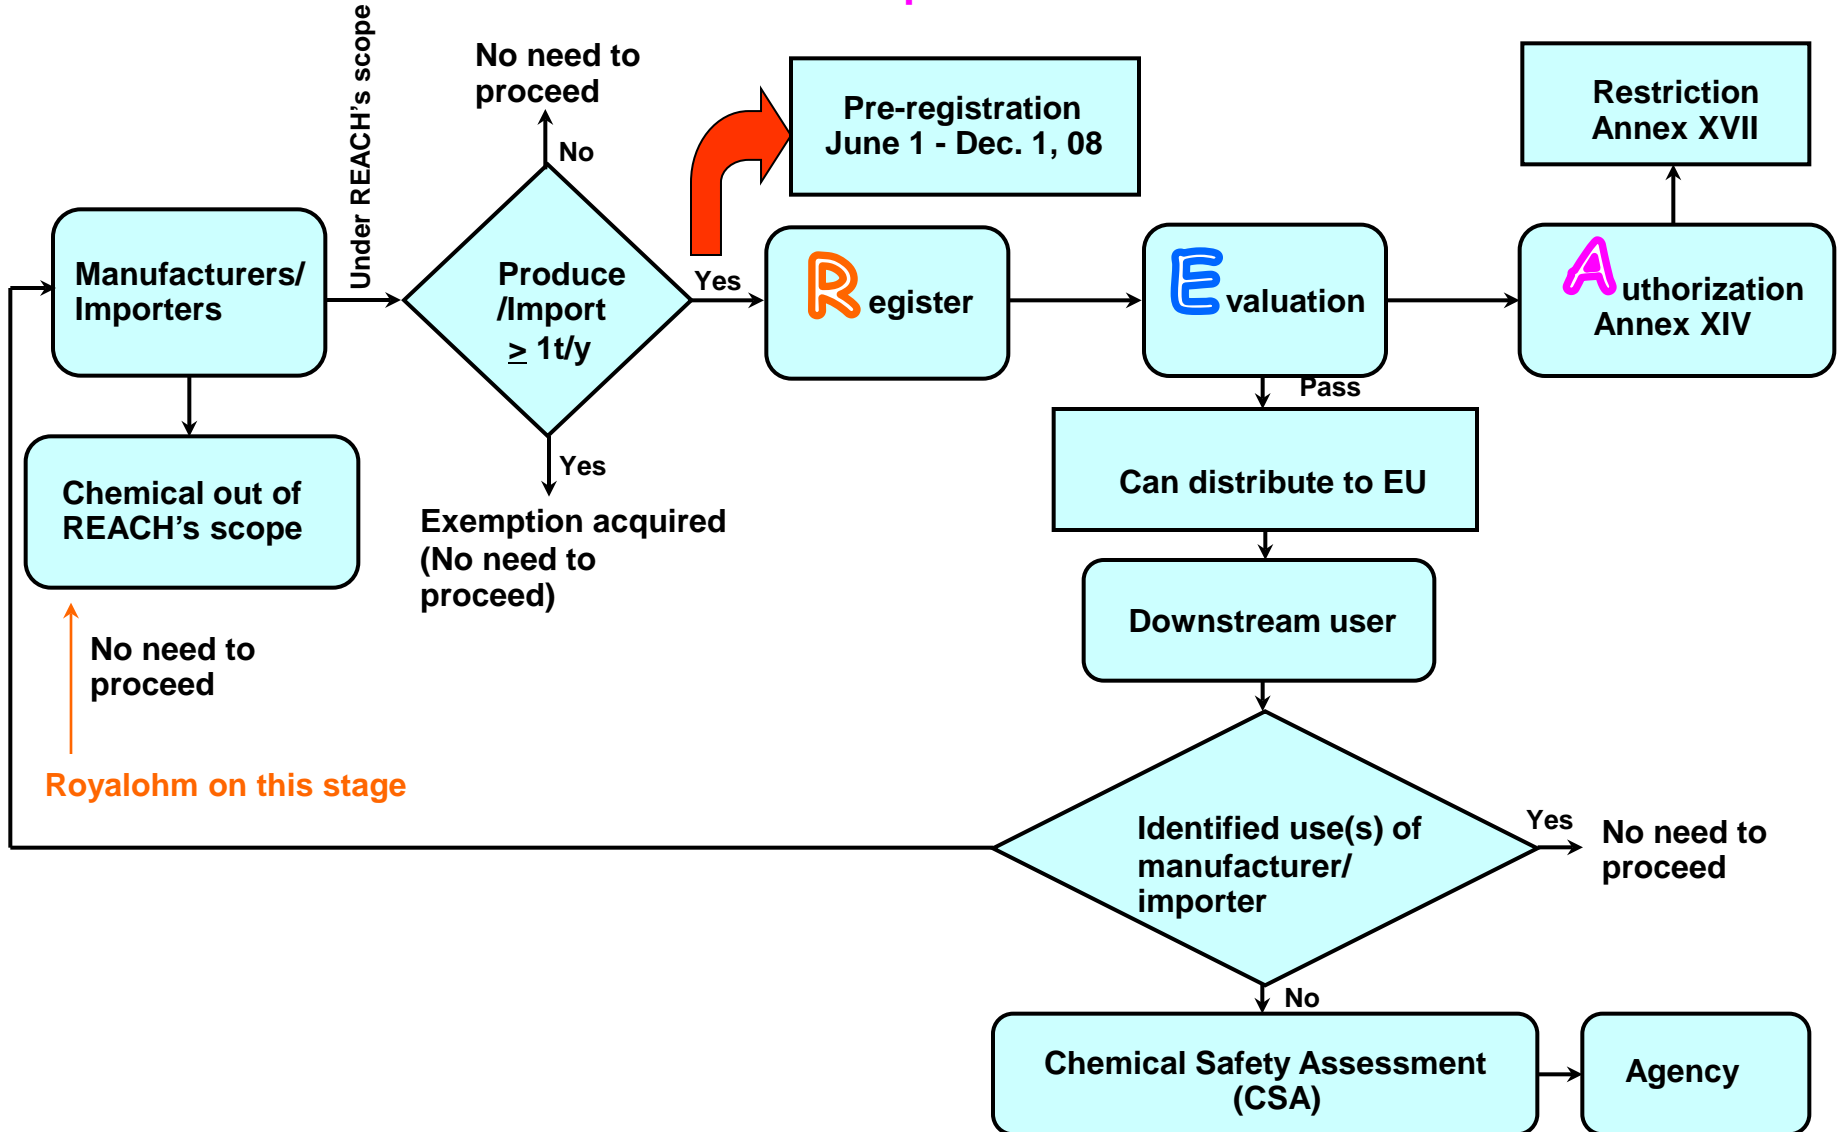 Under REACH's scope
No need to
proceed
No
Pre-registration
June 1 - Dec. 1, 08
Restriction
Annex XVII
Manufacturers/
Importers
Produce
/Import
≥ 1t/y
Yes
Register
Evaluation
Authorization
Annex XIV
Pass
Chemical out of
REACH's scope
Yes
Exemption acquired
(No need to
proceed)
Can distribute to EU
Downstream user
No need to
proceed
Royalohm on this stage
Identified use(s) of
manufacturer/
importer
Yes
No need to
proceed
No
Chemical Safety Assessment
(CSA)
Agency